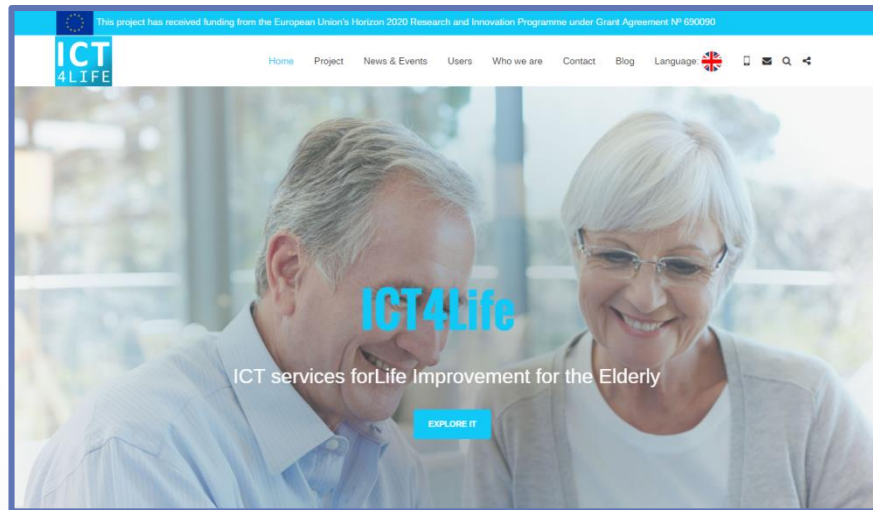 This project has received funding from the European Union's Horizon 2020 Research and Innovation Programme under Grant Agreement Nº 690090
ICT
4LIFE
Home Project News & Events Users Who we are Contact Blog Language:
ICT4Life
ICT services forLife Improvement for the Elderly
EXPLORE IT